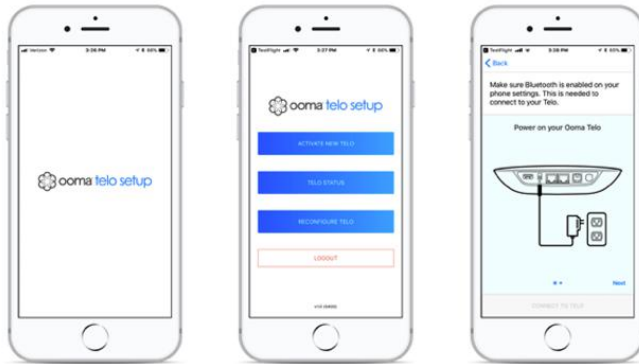 Verizon
3:26 PM
ooma telo setup
TestFlight
3:27 PM
ooma telo setup
ACTIVATE NEW TELO
TELO STATUS
RECONFIGURE TELO
LOGOUT
TestFlight
3:28 PM
Back
Make sure Bluetooth is enabled on your
phone settings. This is needed to
connect to your Telo.
Power on your Ooma Telo
Next
CONNECT TO TELO